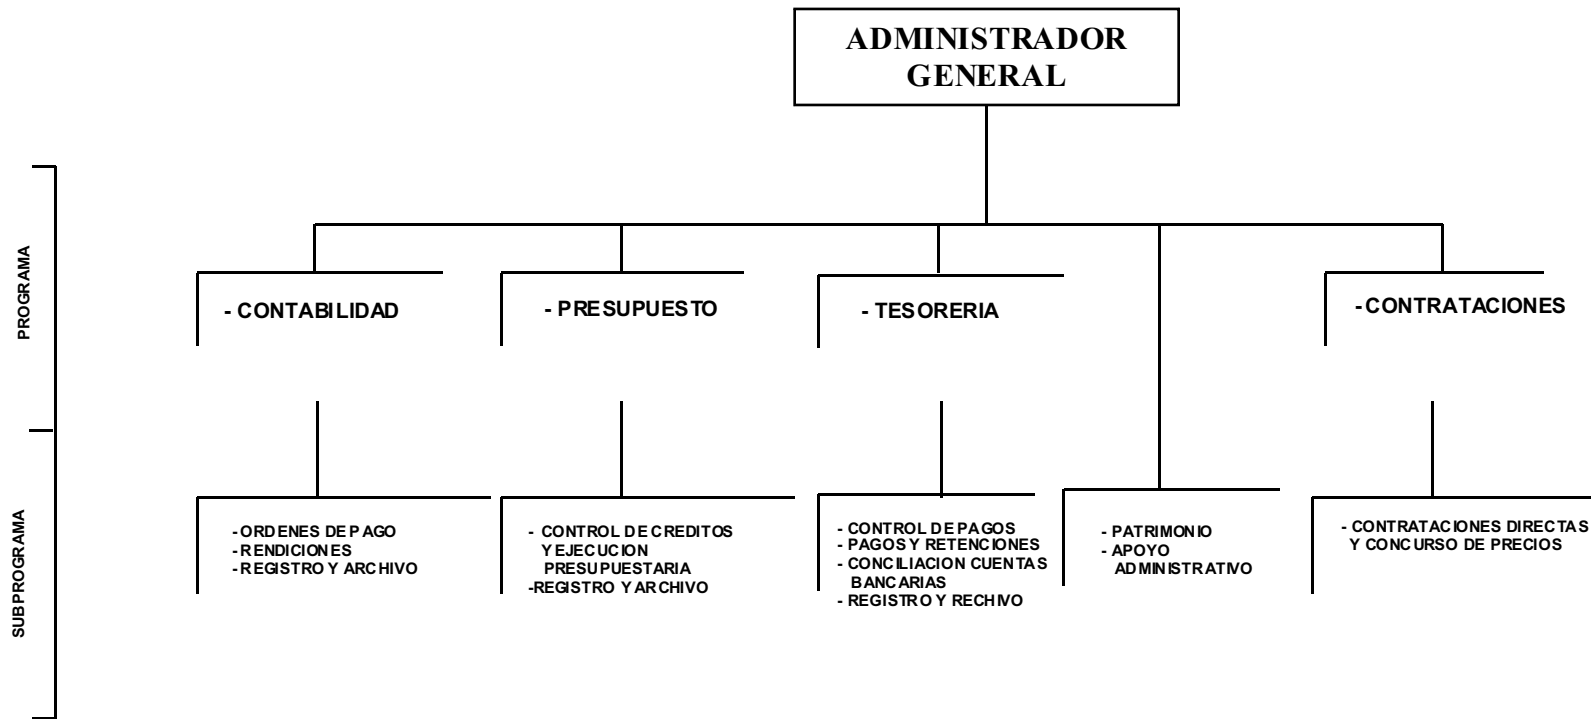 ADMINISTRADOR
GENERAL
PROGRAMA
- CONTABILIDAD
- PRESUPUESTO
- TESORERIA
- CONTRATACIONES
SUBPROGRAMA
- ORDENES DE PAGO
- RENDICIONES
- REGISTRO Y ARCHIVO
- CONTROL DE CREDITOS
Y EJECUCION
PRESUPUESTARIA
-REGISTRO Y ARCHIVO
- CONTROL DE PAGOS
- PAGOS Y RETENCIONES
- CONCILIACION CUENTAS
BANCARIAS
- REGISTRO Y RECHIVO
- PATRIMONIO
- APOYO
ADMINISTRATIVO
- CONTRATACIONES DIRECTAS
Y CONCURSO DE PRECIOS